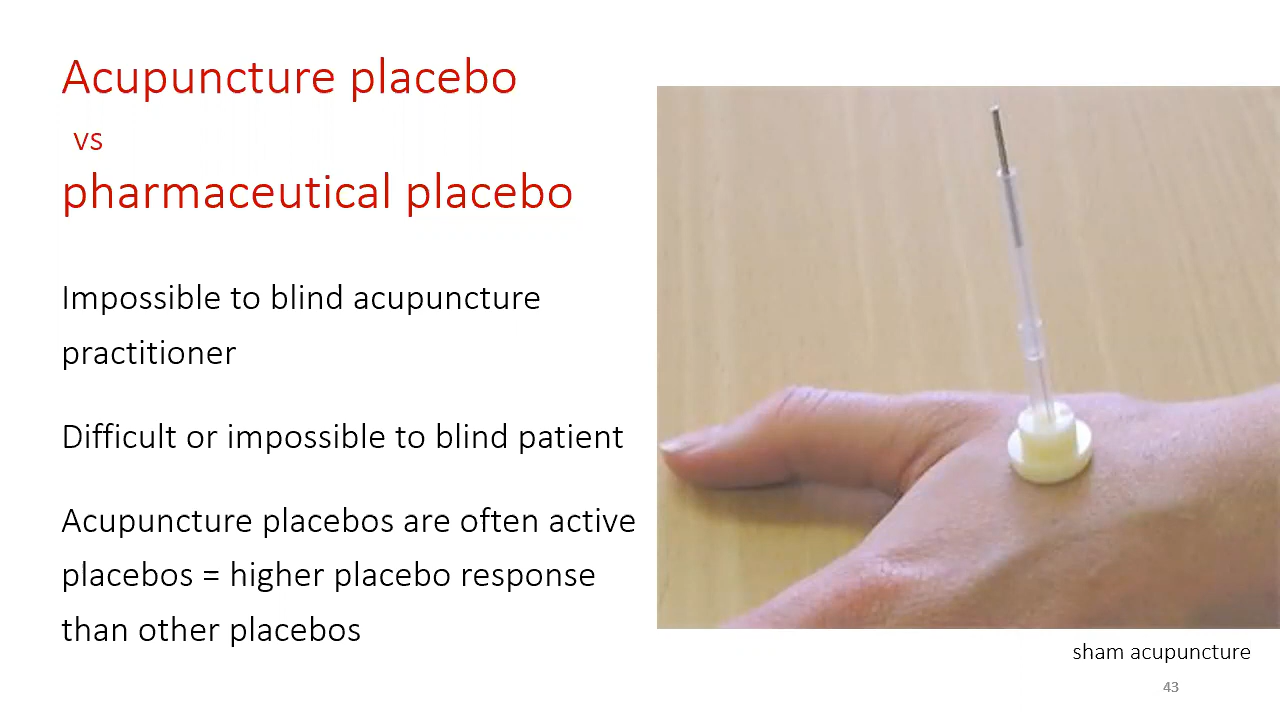 Acupuncture placebo
vs
pharmaceutical placebo
Impossible to blind acupuncture
practitioner
Difficult or impossible to blind patient
Acupuncture placebos are often active
placebos = higher placebo response
than other placebos
sham acupuncture
43